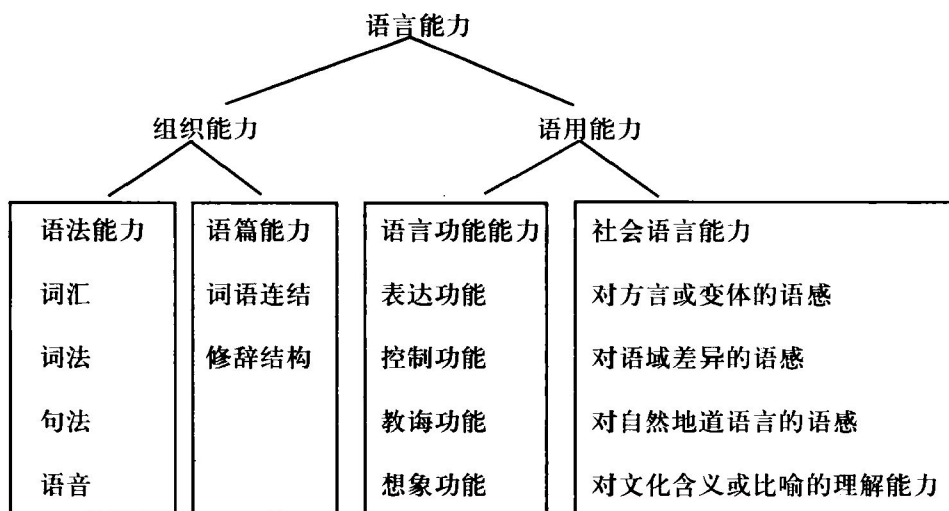 语言能力
组织能力 语用能力
语法能力 语篇能力 语言功能能力 社会语言能力
词汇 词语连结 表达功能 对方言或变体的语感
词法 修辞结构 控制功能 对语域差异的语感
句法 教诲功能 对自然地道语言的语感
语音 想象功能 对文化含义或比喻的理解能力